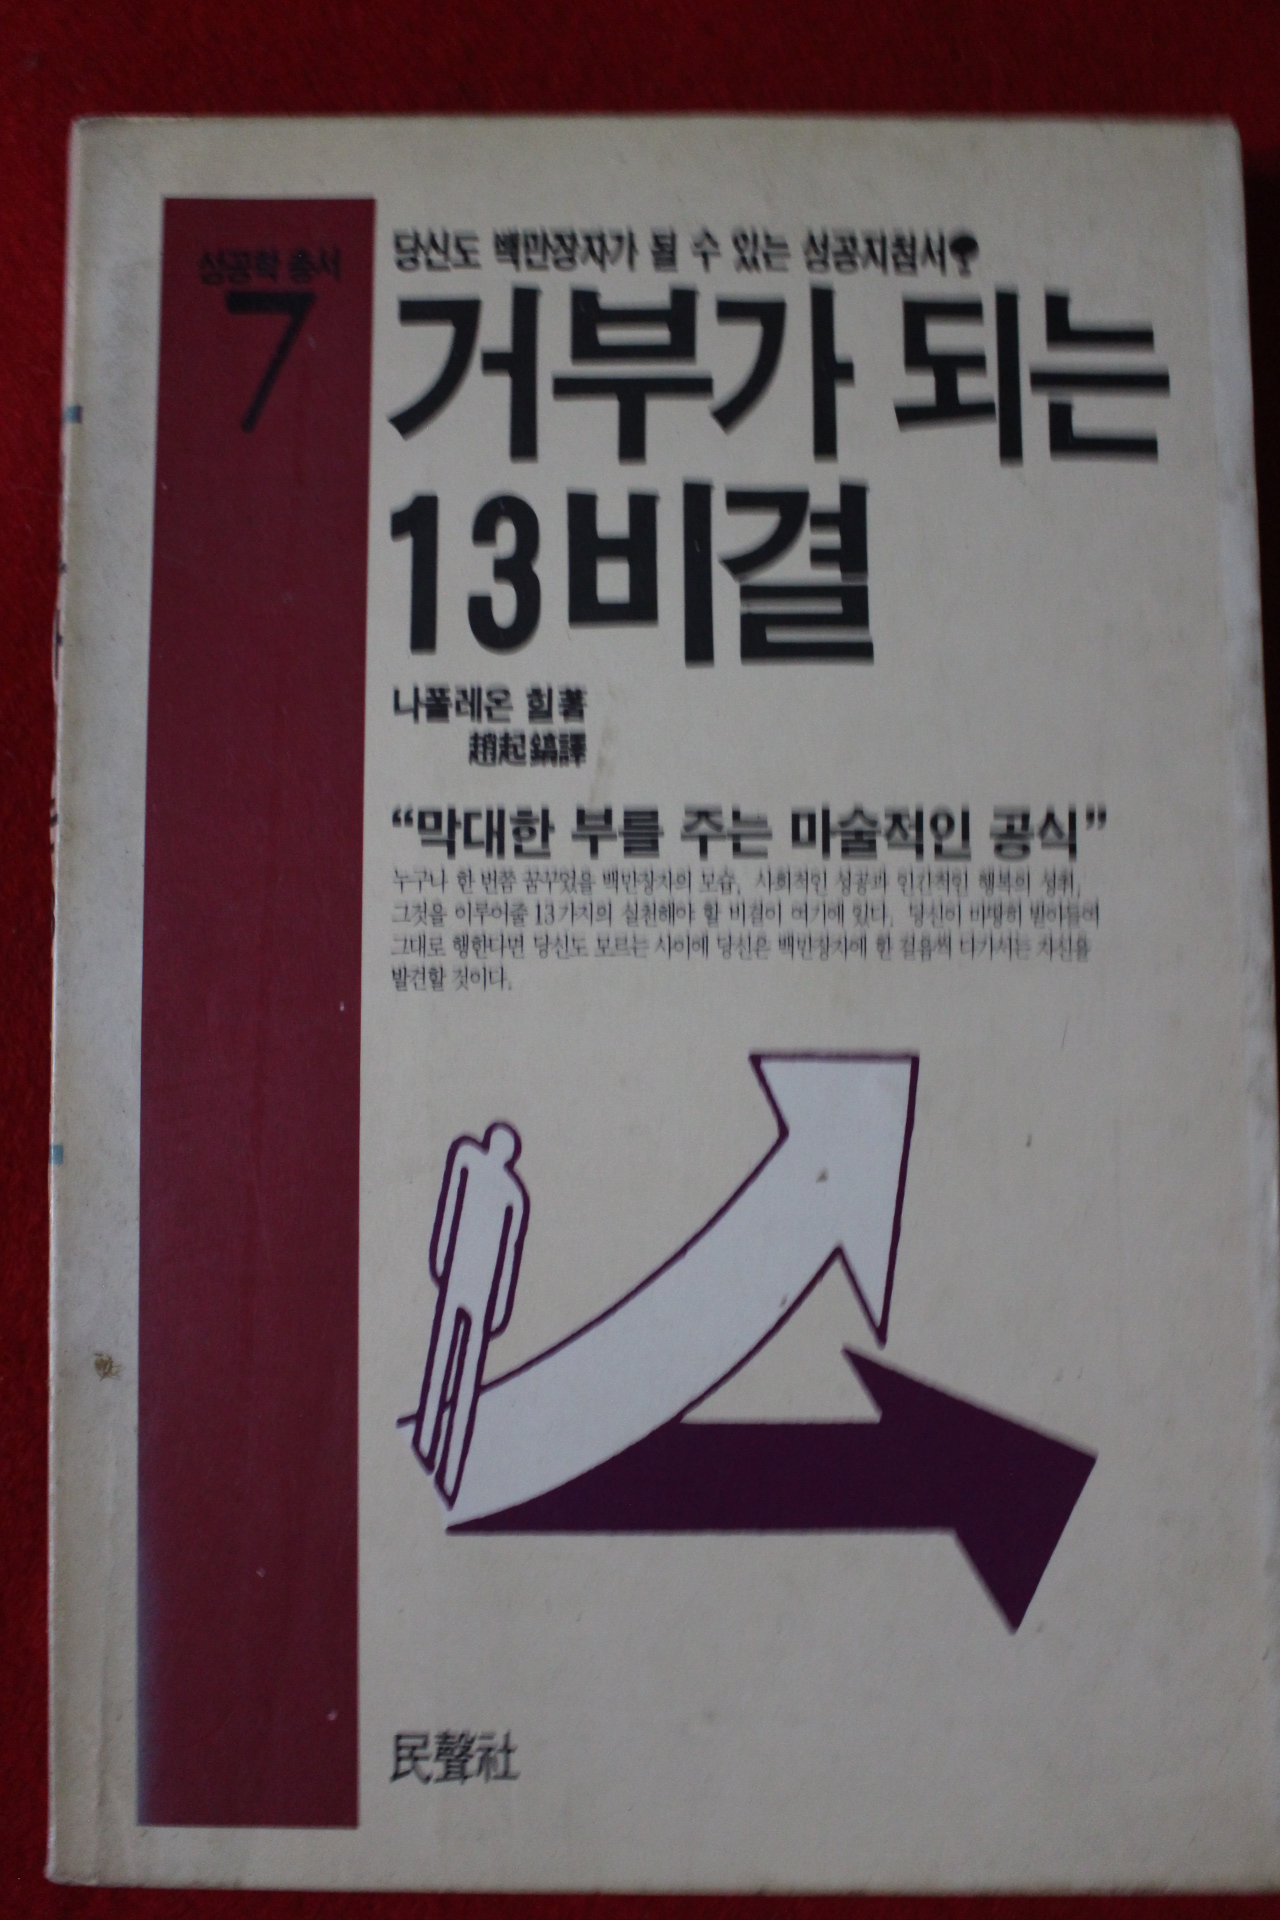 성공학 총서
7
당신도 백만장자가 될 수 있는 성공지침서
거부가 되는
13비결
나폴레온 힐著
趙起鎬譯
“막대한 부를 주는 마술적인 공식”
누구나 한 번쯤 꿈꾸었을 백만장자의 모습, 사회적인 성공과 인간적인 행복의 성취,
그것을 이루어줄 13가지의 실천해야 할 비결이 여기에 있다. 당신이 비평히 받아들여
그대로 행한다면 당신도 모르는 사이에 당신은 백만장자에 한 걸음씩 다가서는 자신을
발견할 것이다.
民聲社